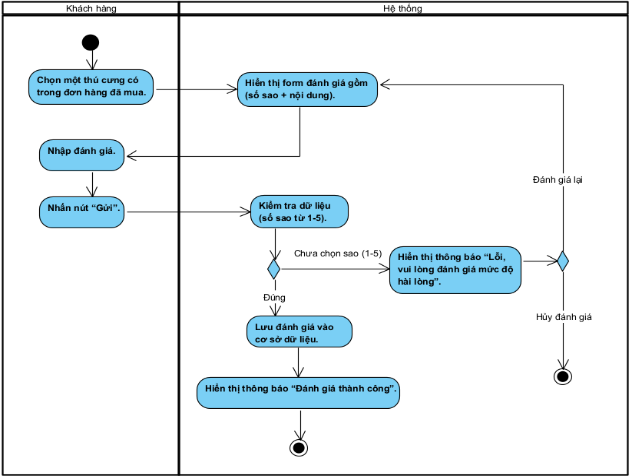 Khách hàng
Hệ thống
Chọn một thú cưng có
trong đơn hàng đã mua.
Hiển thị form đánh giá gồm
(số sao + nội dung).
Nhập đánh giá.
Đánh giá lại
Nhấn nút “Gửi”.
Kiểm tra dữ liệu
(số sao từ 1-5).
Chưa chọn sao (1-5)
Hiển thị thông báo “Lỗi,
vui lòng đánh giá mức độ
hài lòng”.
Đúng
Hủy đánh giá
Lưu đánh giá vào
cơ sở dữ liệu.
Hiển thị thông báo “Đánh giá thành công”.